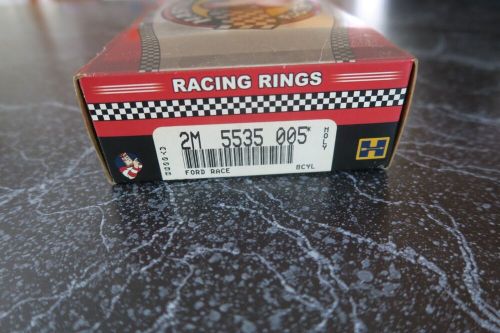 RACING RINGS
2M 5535 005*
MOLY
FORD RACE
8CYL
H